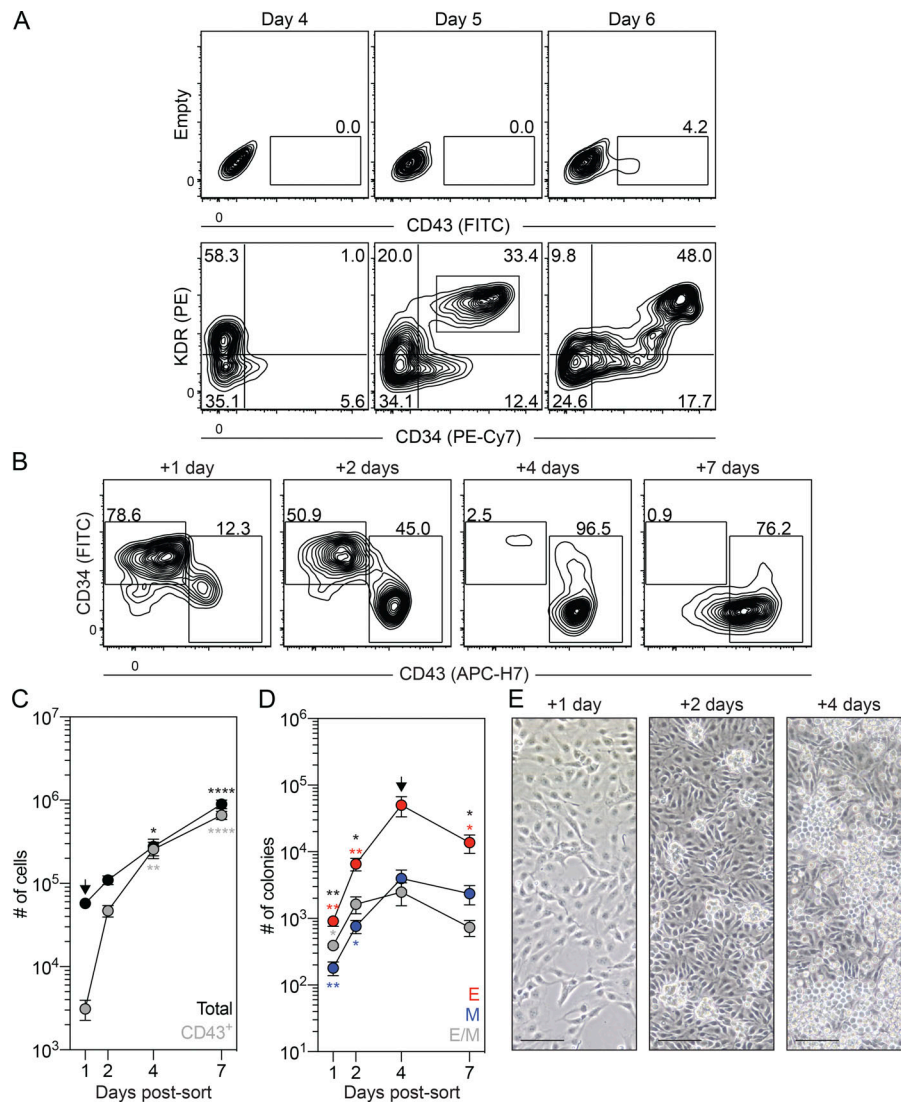 A
Day 4 Day 5 Day 6
Empty
0.0 0.0 4.2
0
0
CD43 (FITC)
58.3 1.0 20.0 33.4 9.8 48.0
KDR (PE)
0
35.1 5.6 34.1 12.4 24.6 17.7
0
CD34 (PE-Cy7)
B
+1 day +2 days +4 days +7 days
78.6 12.3 50.9 45.0 2.5 96.5 0.9 76.2
CD34 (FITC)
0
0
CD43 (APC-H7)
C
10⁷
10⁶
10⁵
10⁴
10³
# of cells
**** 
****
*
**
Total
CD43⁺
1 2 4 7
Days post-sort
D
10⁶
10⁵
10⁴
10³
10²
10¹
# of colonies
**
**
*
**
*
**
*
*
*
E
M
E/M
1 2 4 7
Days post-sort
E
+1 day +2 days +4 days